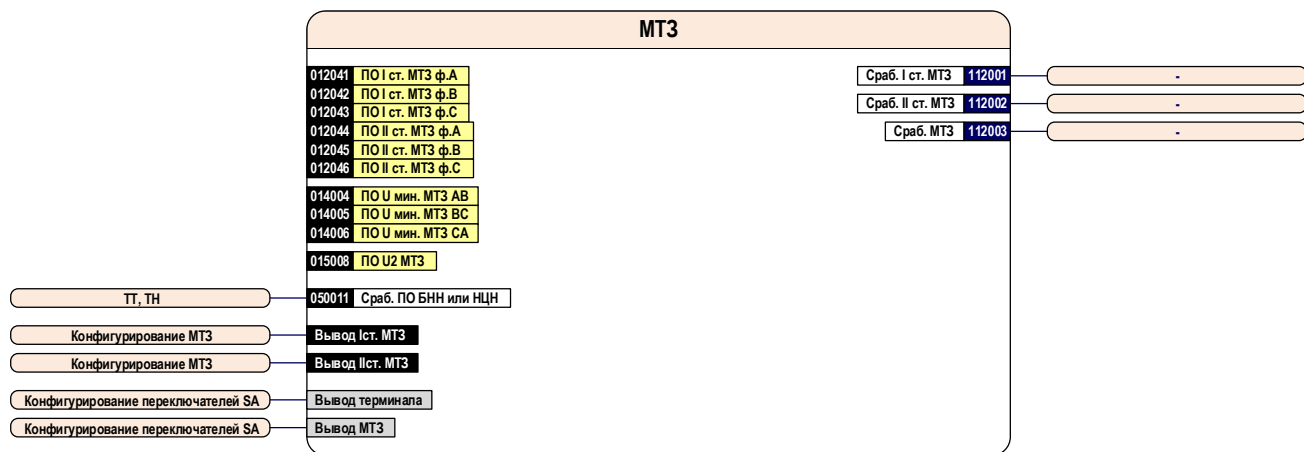 МТЗ
012041 ПО I ст. МТЗ ф.А
012042 ПО I ст. МТЗ ф.В
012043 ПО I ст. МТЗ ф.С
012044 ПО II ст. МТЗ ф.А
012045 ПО II ст. МТЗ ф.В
012046 ПО II ст. МТЗ ф.С
014004 ПО U мин. МТЗ АВ
014005 ПО U мин. МТЗ ВС
014006 ПО U мин. МТЗ СА
015008 ПО U2 МТЗ
ТТ, ТН 050011 Сраб. ПО БНН или НЦН
Конфигурирование МТЗ Вывод Iст. МТЗ
Конфигурирование МТЗ Вывод IIст. МТЗ
Конфигурирование переключателей SA Вывод терминала
Конфигурирование переключателей SA Вывод МТЗ
Сраб. I ст. МТЗ 112001 -
Сраб. II ст. МТЗ 112002 -
Сраб. МТЗ 112003 -